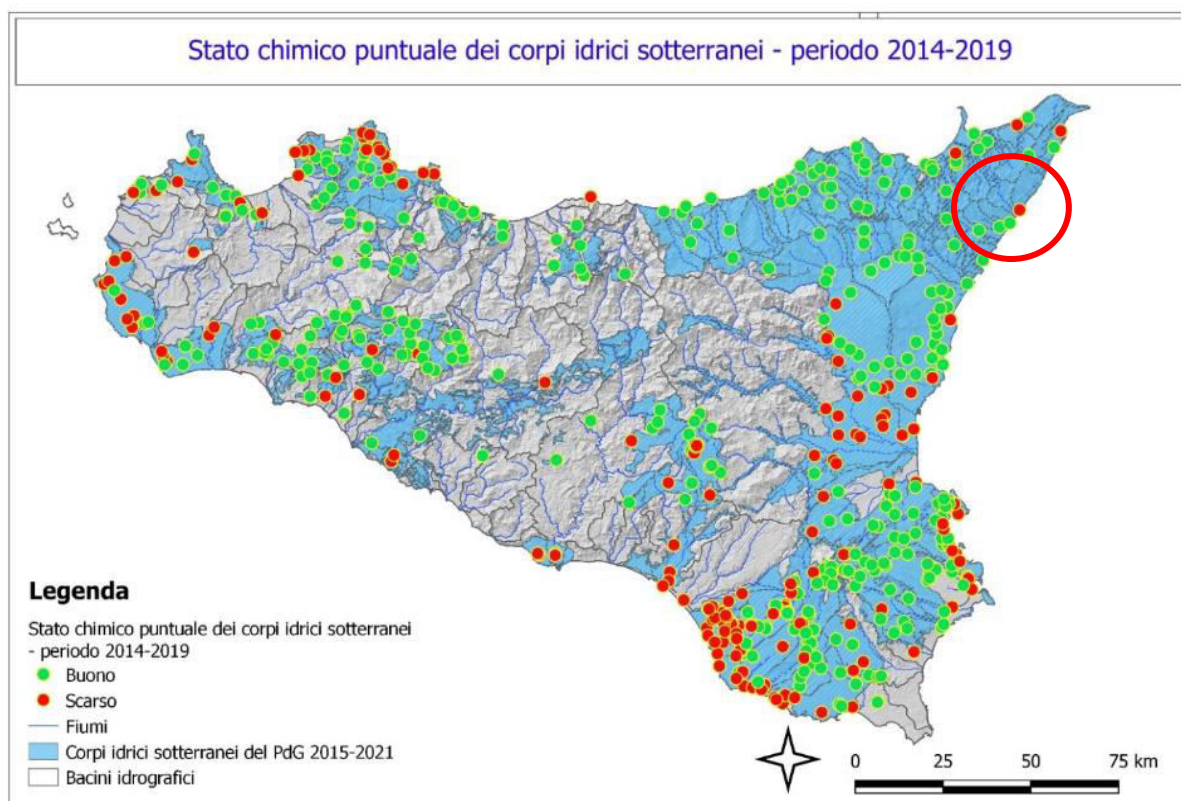 Stato chimico puntuale dei corpi idrici sotterranei - periodo 2014-2019
Legenda
Stato chimico puntuale dei corpi idrici sotterranei
- periodo 2014-2019
Buono
Scarso
Fiumi
Corpi idrici sotterranei del PdG 2015-2021
Bacini idrografici
0 25 50 75 km